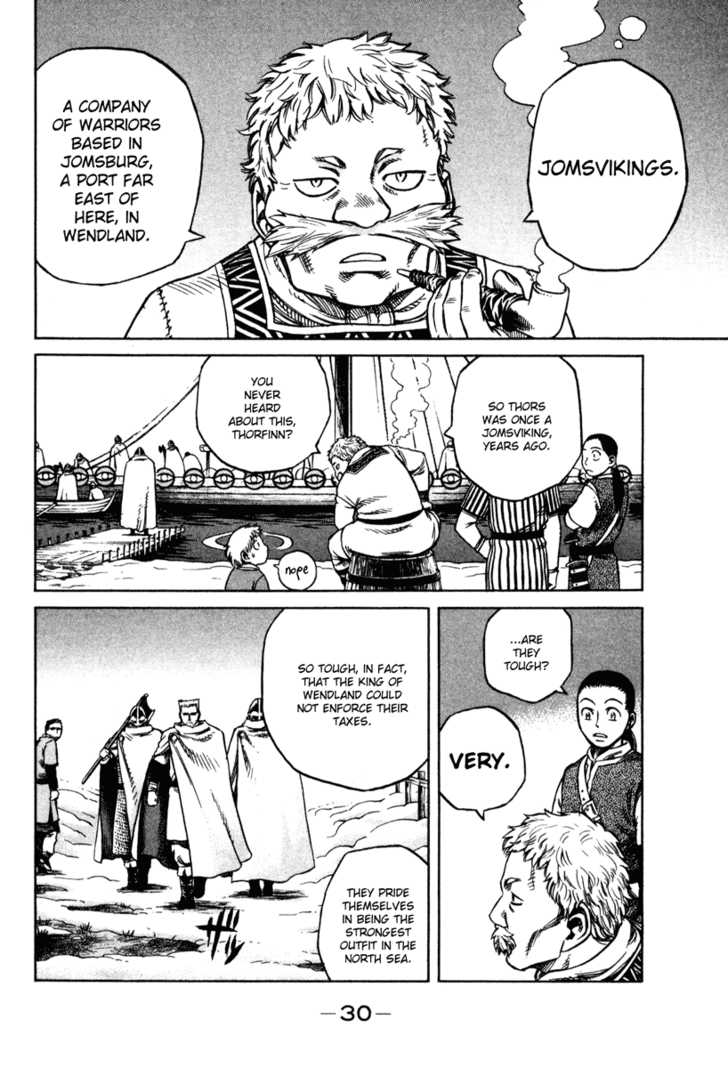 JOMSVIKINGS.
A COMPANY
OF WARRIORS
BASED IN
JOMSBURG,
A PORT FAR
EAST OF
HERE, IN
WENDLAND.
SO THORS
WAS ONCE A
JOMSVIKING,
YEARS AGO.
YOU
NEVER
HEARD
ABOUT THIS,
THORFINN?
nope
...ARE
THEY
TOUGH?
VERY.
SO TOUGH, IN FACT,
THAT THE KING OF
WENDLAND COULD
NOT ENFORCE THEIR
TAXES.
THEY PRIDE
THEMSELVES
IN BEING THE
STRONGEST
OUTFIT IN THE
NORTH SEA.
ザッ
—30—